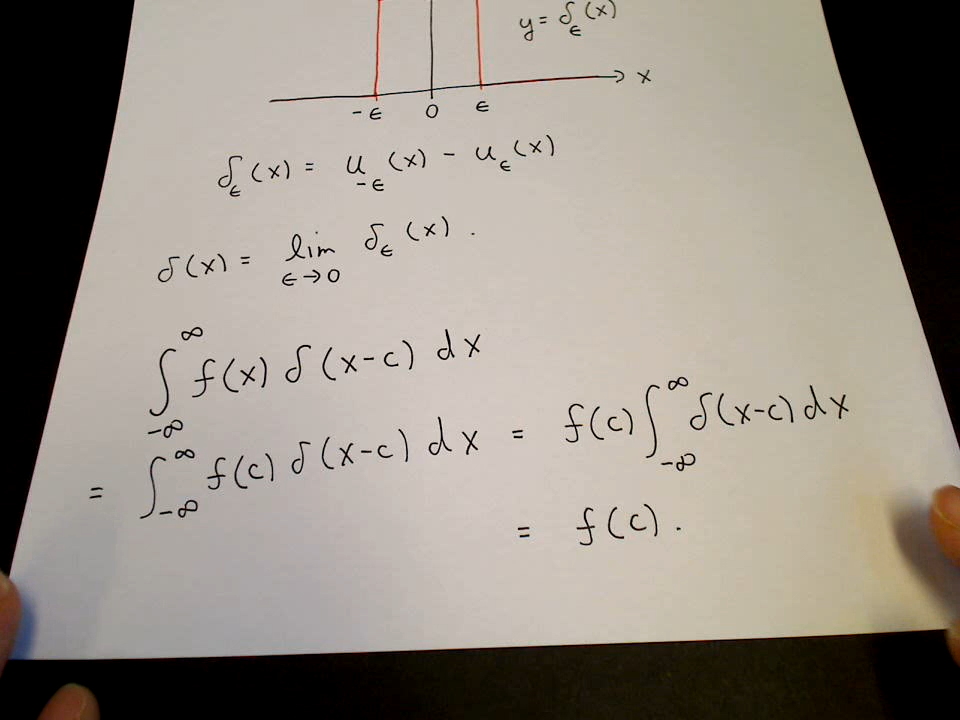 y = δ_ϵ(x)
x
-ϵ 0 ϵ
δ_ϵ(x) = u_{-ϵ}(x) - u_ϵ(x)
δ(x) = lim_{ϵ→0} δ_ϵ(x).
∫_{-∞}^{∞} f(x) δ(x-c) dx
= ∫_{-∞}^{∞} f(c) δ(x-c) dx = f(c) ∫_{-∞}^{∞} δ(x-c) dx
= f(c).